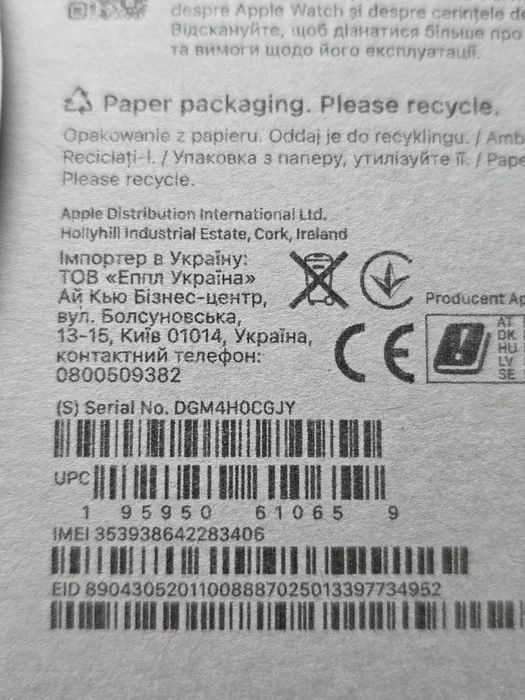 despre Apple Watch și despre cerințele de
Відскануйте, щоб дізнатися більше про
та вимоги щодо його експлуатації.
Paper packaging. Please recycle.
Opakowanie z papieru. Oddaj je do recyklingu. / Amb
Reciclați-l. / Упаковка з паперу, утилізуйте її. / Pape
Please recycle.
Apple Distribution International Ltd.
Hollyhill Industrial Estate, Cork, Ireland
Імпортер в Україну:
ТОВ «Еппл Україна»
Ай Кью Бізнес-центр,
вул. Болсуновська,
13-15, Київ 01014, Україна,
контактний телефон:
0800509382
Producent Ap
CE
AT
DK
HU
LV
SE
(S) Serial No. DGM4H0CGJY
UPC
1 95950 61065 9
IMEI 353938642283406
EID 89043052011008887025013397734952